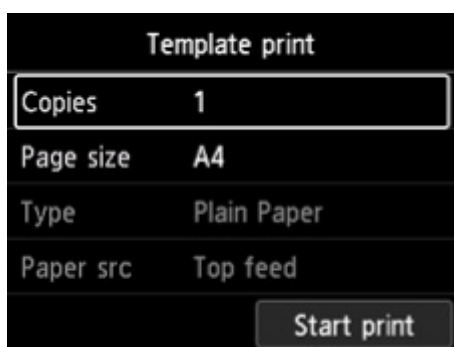 Template print
Copies 1
Page size A4
Type Plain Paper
Paper src Top feed
Start print